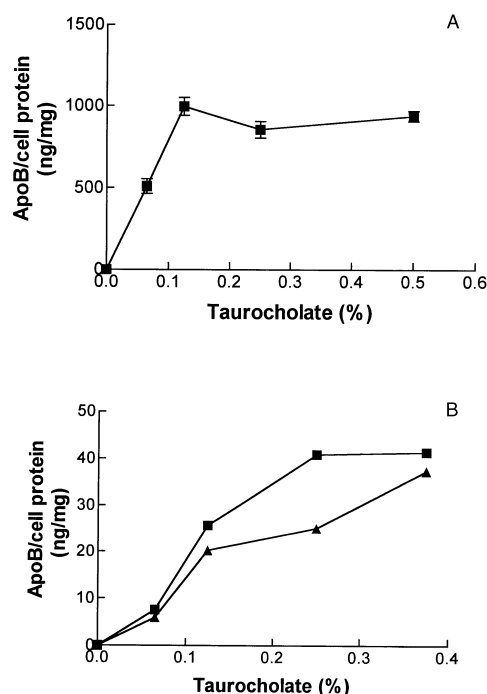 A
1500
1000
500
0
ApoB/cell protein
(ng/mg)
0.0 0.1 0.2 0.3 0.4 0.5 0.6
Taurocholate (%)
B
50
40
30
20
10
0
ApoB/cell protein
(ng/mg)
0.0 0.1 0.2 0.3 0.4
Taurocholate (%)